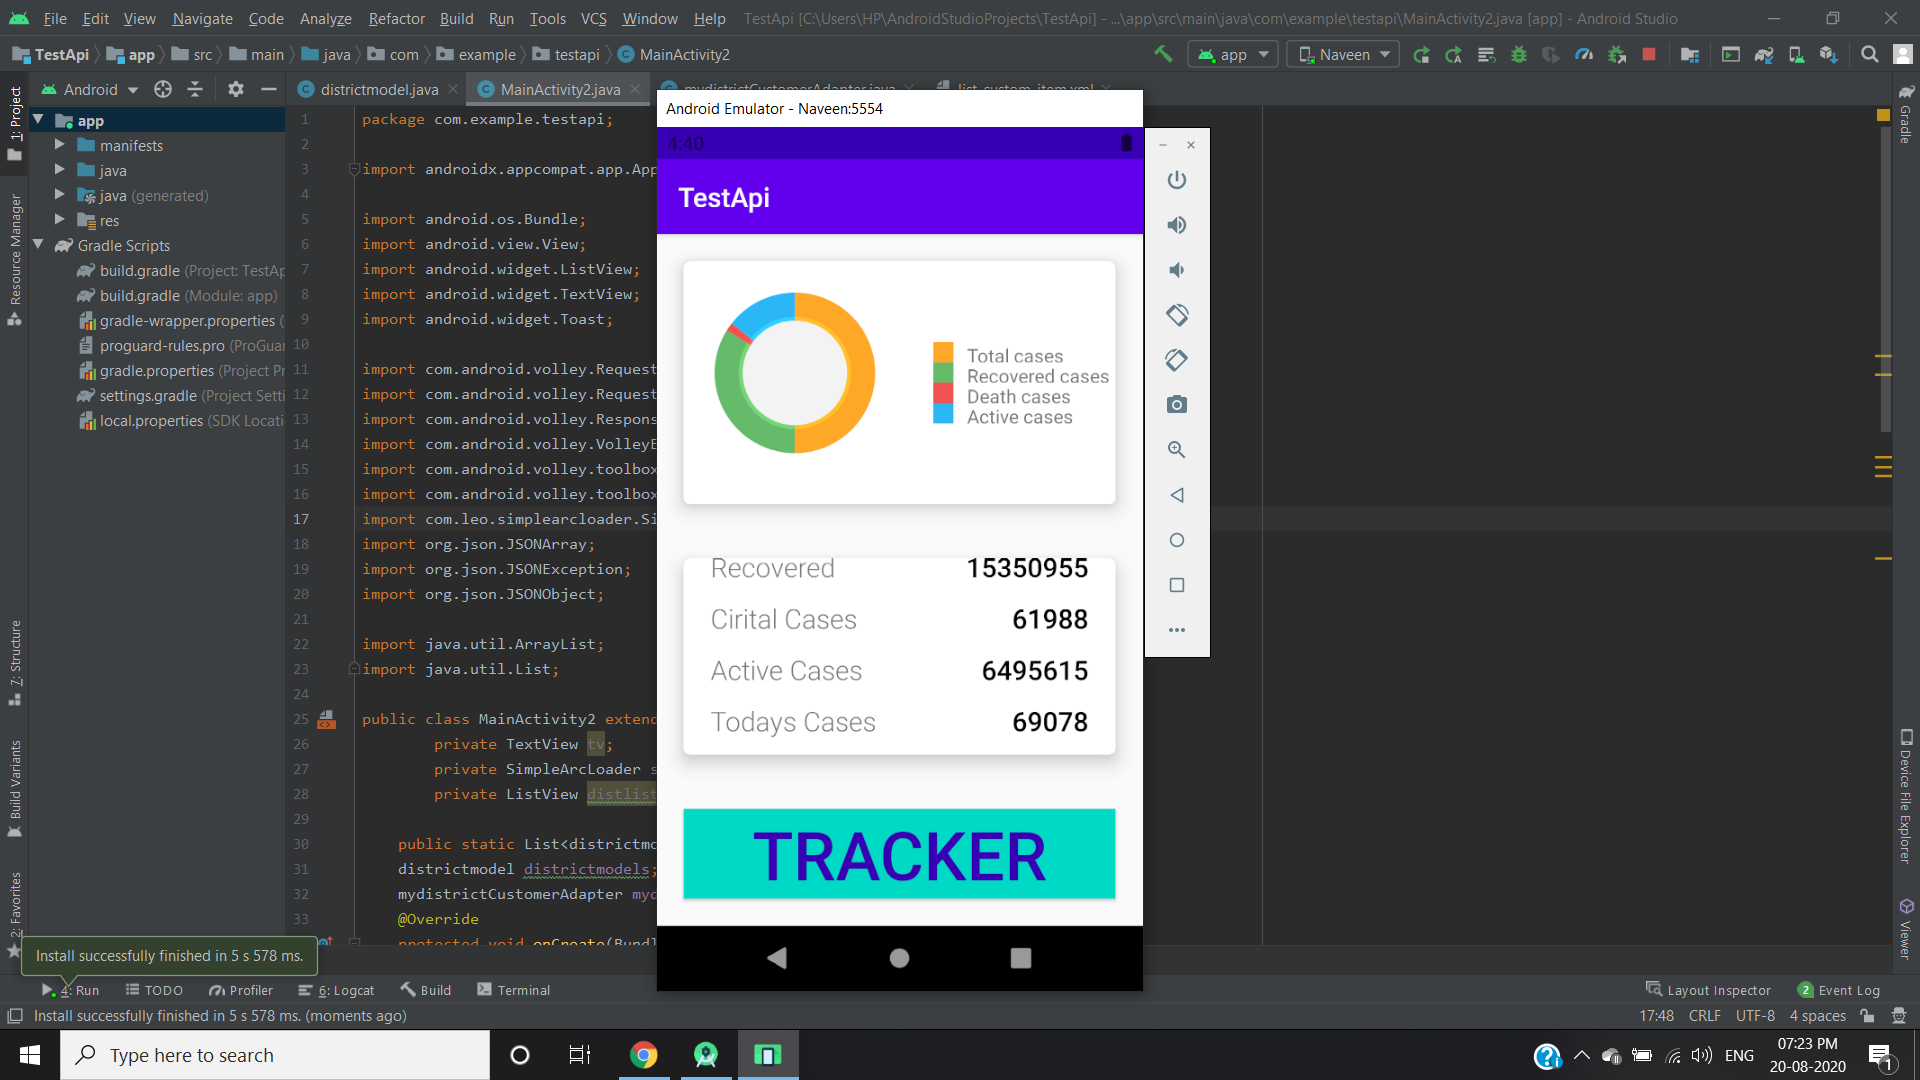 File Edit View Navigate Code Analyze Refactor Build Run Tools VCS Window Help TestApi [C:\Users\HP\AndroidStudioProjects\TestApi] - ...\app\src\main\java\com\example\testapi\MainActivity2.java [app] - Android Studio
TestApi app src main java com example testapi MainActivity2 app Naveen
Android districtmodel.java MainActivity2.java mydistrictCustomerAdapter.java list_custom_item.xml
1: Project
Resource Manager
7: Structure
Build Variants
2: Favorites
app
manifests
java
java (generated)
res
Gradle Scripts
build.gradle (Project: TestAp
build.gradle (Module: app)
gradle-wrapper.properties (
proguard-rules.pro (ProGuar
gradle.properties (Project Pr
settings.gradle (Project Setti
local.properties (SDK Locati
1 package com.example.testapi;
2
3 import androidx.appcompat.app.App
4
5 import android.os.Bundle;
6 import android.view.View;
7 import android.widget.ListView;
8 import android.widget.TextView;
9 import android.widget.Toast;
10
11 import com.android.volley.Request
12 import com.android.volley.Request
13 import com.android.volley.Respons
14 import com.android.volley.VolleyE
15 import com.android.volley.toolbox
16 import com.android.volley.toolbox
17 import com.leo.simplearcloader.Si
18 import org.json.JSONArray;
19 import org.json.JSONException;
20 import org.json.JSONObject;
21
22 import java.util.ArrayList;
23 import java.util.List;
24
25 public class MainActivity2 extend
26 private TextView tv;
27 private SimpleArcLoader s
28 private ListView distlist
29
30 public static List<districtmo
31 districtmodel districtmodels;
32 mydistrictCustomerAdapter myd
33 @Override
protected void onCreate(Bundl
Android Emulator - Naveen:5554
4:40
TestApi
Total cases
Recovered cases
Death cases
Active cases
Recovered 15350955
Cirital Cases 61988
Active Cases 6495615
Todays Cases 69078
TRACKER
Gradle
Device File Explorer
Viewer
Install successfully finished in 5 s 578 ms.
4: Run TODO Profiler 6: Logcat Build Terminal Layout Inspector 2 Event Log
Install successfully finished in 5 s 578 ms. (moments ago) 17:48 CRLF UTF-8 4 spaces
Type here to search ENG 07:23 PM
20-08-2020 1